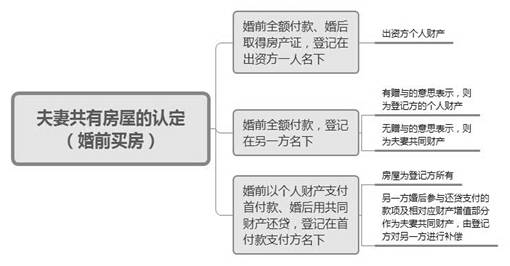 夫妻共有房屋的认定
（婚前买房）
婚前全额付款、婚后
取得房产证，登记在
出资方一人名下
出资方个人财产
婚前全额付款，登记
在另一方名下
有赠与的意思表示，则
为登记方的个人财产
无赠与的意思表示，则
为夫妻共同财产
婚前以个人财产支付
首付款、婚后用共同
财产还贷，登记在首
付款支付方名下
房屋为登记方所有
另一方婚后参与还贷支付的
款项及相对应财产增值部分
作为夫妻共同财产，由登记
方对另一方进行补偿